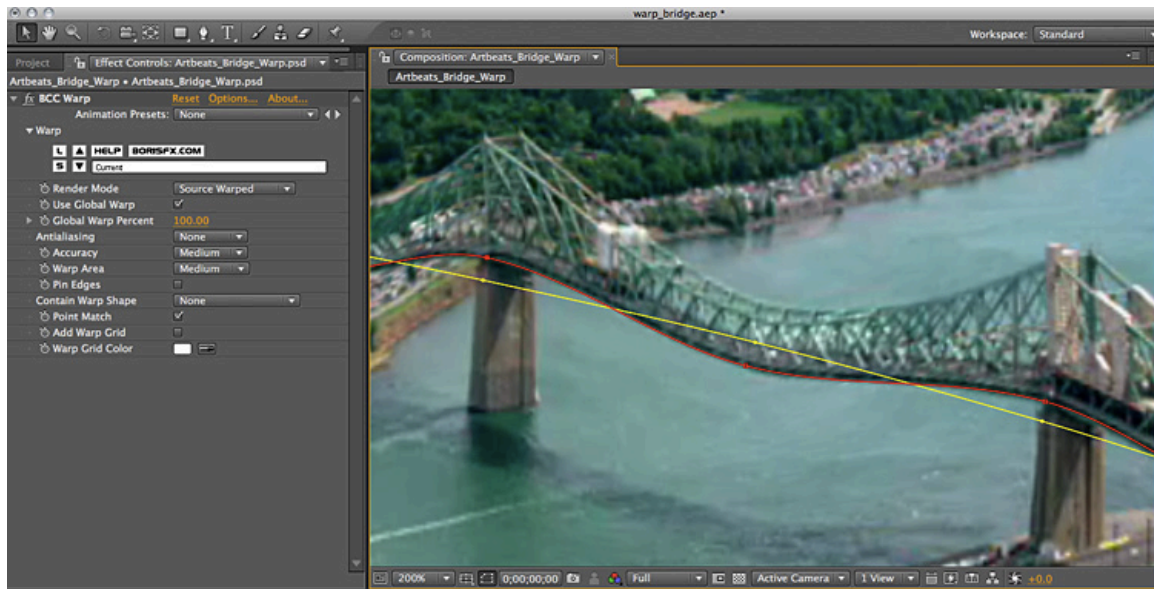 warp_bridge.aep *
Workspace: Standard
Project
Effect Controls: Artbeats_Bridge_Warp.psd
Artbeats_Bridge_Warp • Artbeats_Bridge_Warp.psd
fx BCC Warp Reset Options... About...
Animation Presets: None
Warp
L HELP BORISFX.COM
S Current
Render Mode Source Warped
Use Global Warp
Global Warp Percent 100.00
Antialiasing None
Accuracy Medium
Warp Area Medium
Pin Edges
Contain Warp Shape None
Point Match
Add Warp Grid
Warp Grid Color
Composition: Artbeats_Bridge_Warp
Artbeats_Bridge_Warp
200% 0;00;00;00 Full Active Camera 1 View +0.0